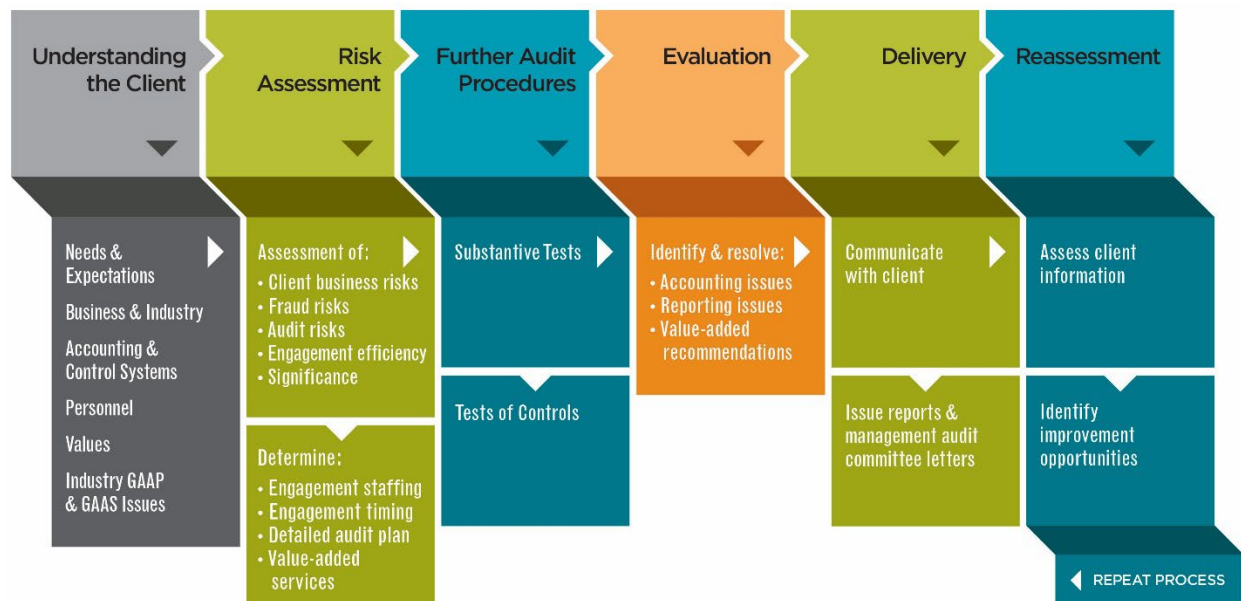 Understanding
the Client
Risk
Assessment
Further Audit
Procedures
Evaluation
Delivery
Reassessment
Needs &
Expectations
Business & Industry
Accounting &
Control Systems
Personnel
Values
Industry GAAP
& GAAS Issues
Assessment of:
• Client business risks
• Fraud risks
• Audit risks
• Engagement efficiency
• Significance
Determine:
• Engagement staffing
• Engagement timing
• Detailed audit plan
• Value-added
services
Substantive Tests
Tests of Controls
Identify & resolve:
• Accounting issues
• Reporting issues
• Value-added
recommendations
Communicate
with client
Issue reports &
management audit
committee letters
Assess client
information
Identify
improvement
opportunities
REPEAT PROCESS